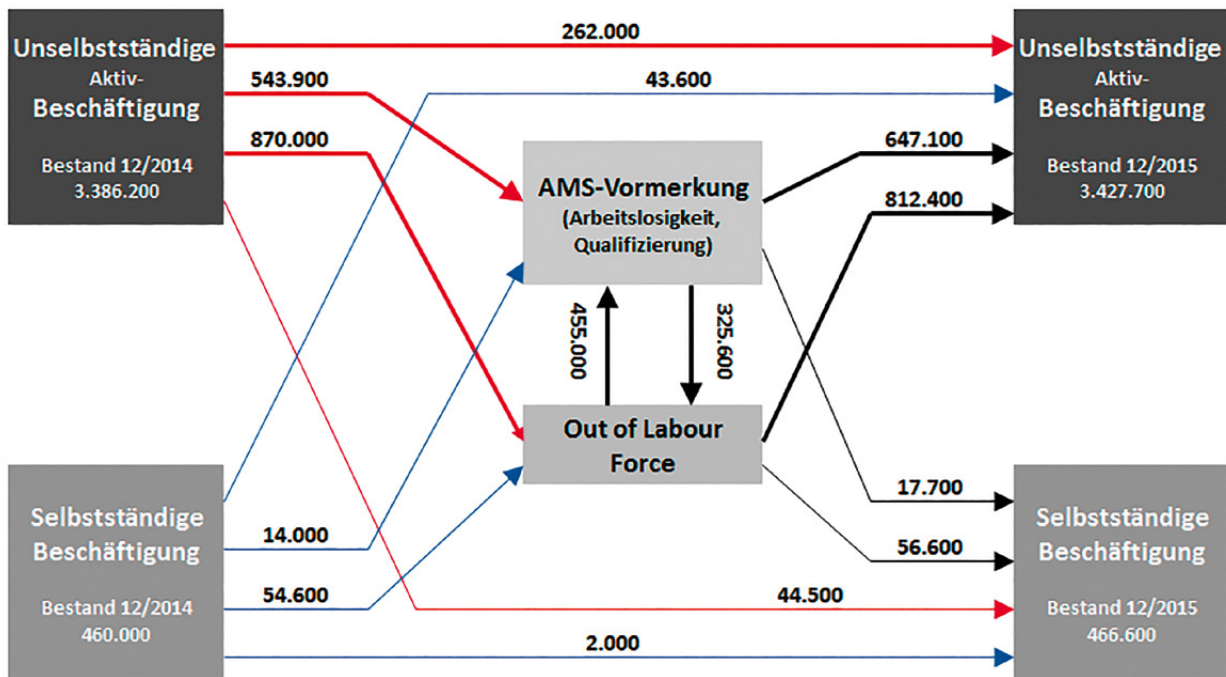 Unselbstständige
Aktiv-
Beschäftigung
Bestand 12/2014
3.386.200
262.000
543.900
43.600
870.000
Unselbstständige
Aktiv-
Beschäftigung
Bestand 12/2015
3.427.700
AMS-Vormerkung
(Arbeitslosigkeit,
Qualifizierung)
647.100
812.400
455.000
325.600
Out of Labour
Force
Selbstständige
Beschäftigung
Bestand 12/2014
460.000
14.000
54.600
17.700
56.600
44.500
2.000
Selbstständige
Beschäftigung
Bestand 12/2015
466.600